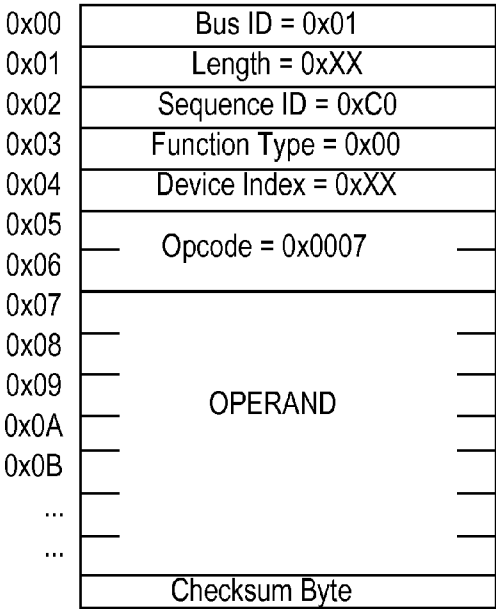 0x00 Bus ID = 0x01
0x01 Length = 0xXX
0x02 Sequence ID = 0xC0
0x03 Function Type = 0x00
0x04 Device Index = 0xXX
0x05
Opcode = 0x0007
0x06
0x07
0x08
0x09
OPERAND
0x0A
0x0B
...
...
Checksum Byte